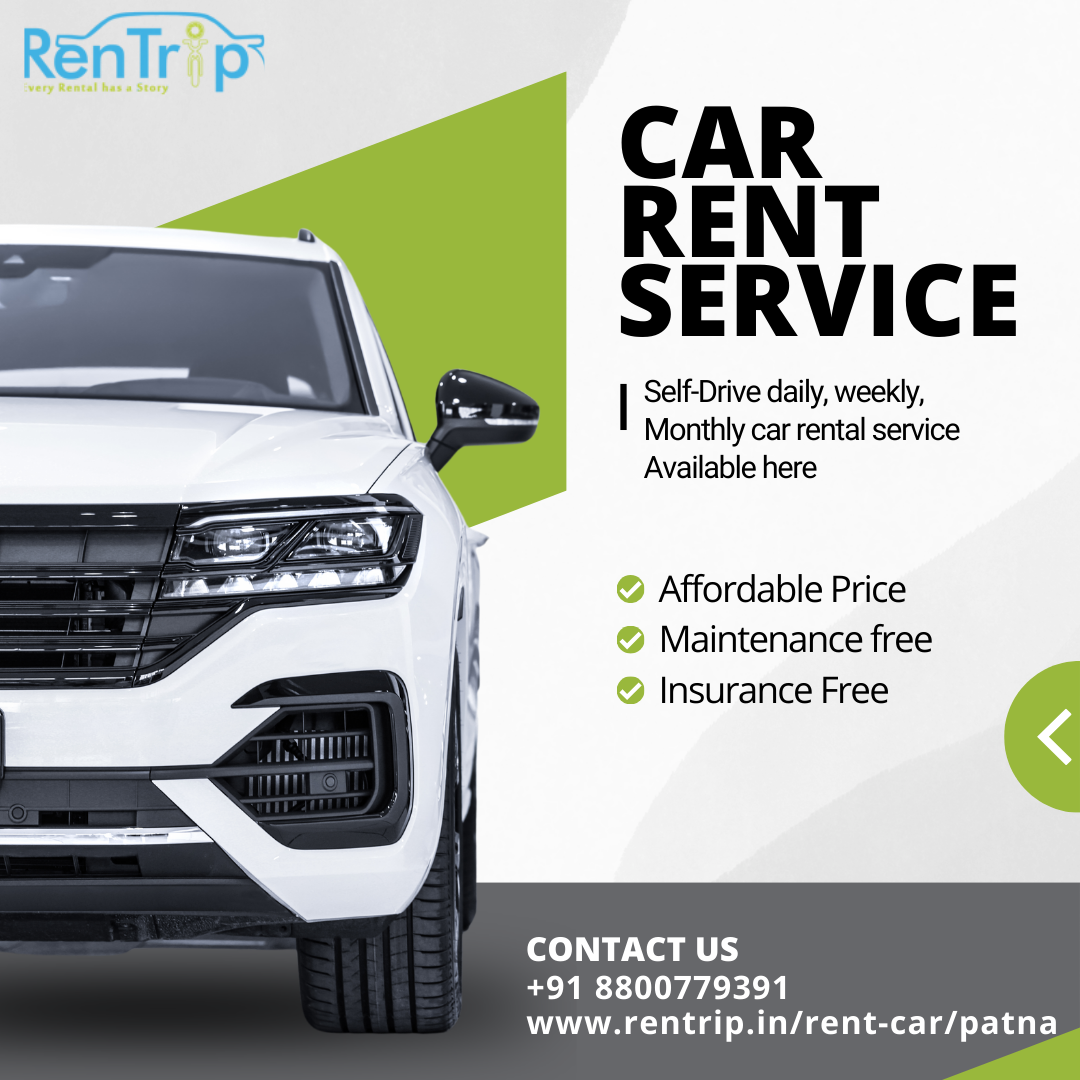 RenTrip
Every Rental has a Story
CAR
RENT
SERVICE
Self-Drive daily, weekly,
Monthly car rental service
Available here
Affordable Price
Maintenance free
Insurance Free
CONTACT US
+91 8800779391
www.rentrip.in/rent-car/patna